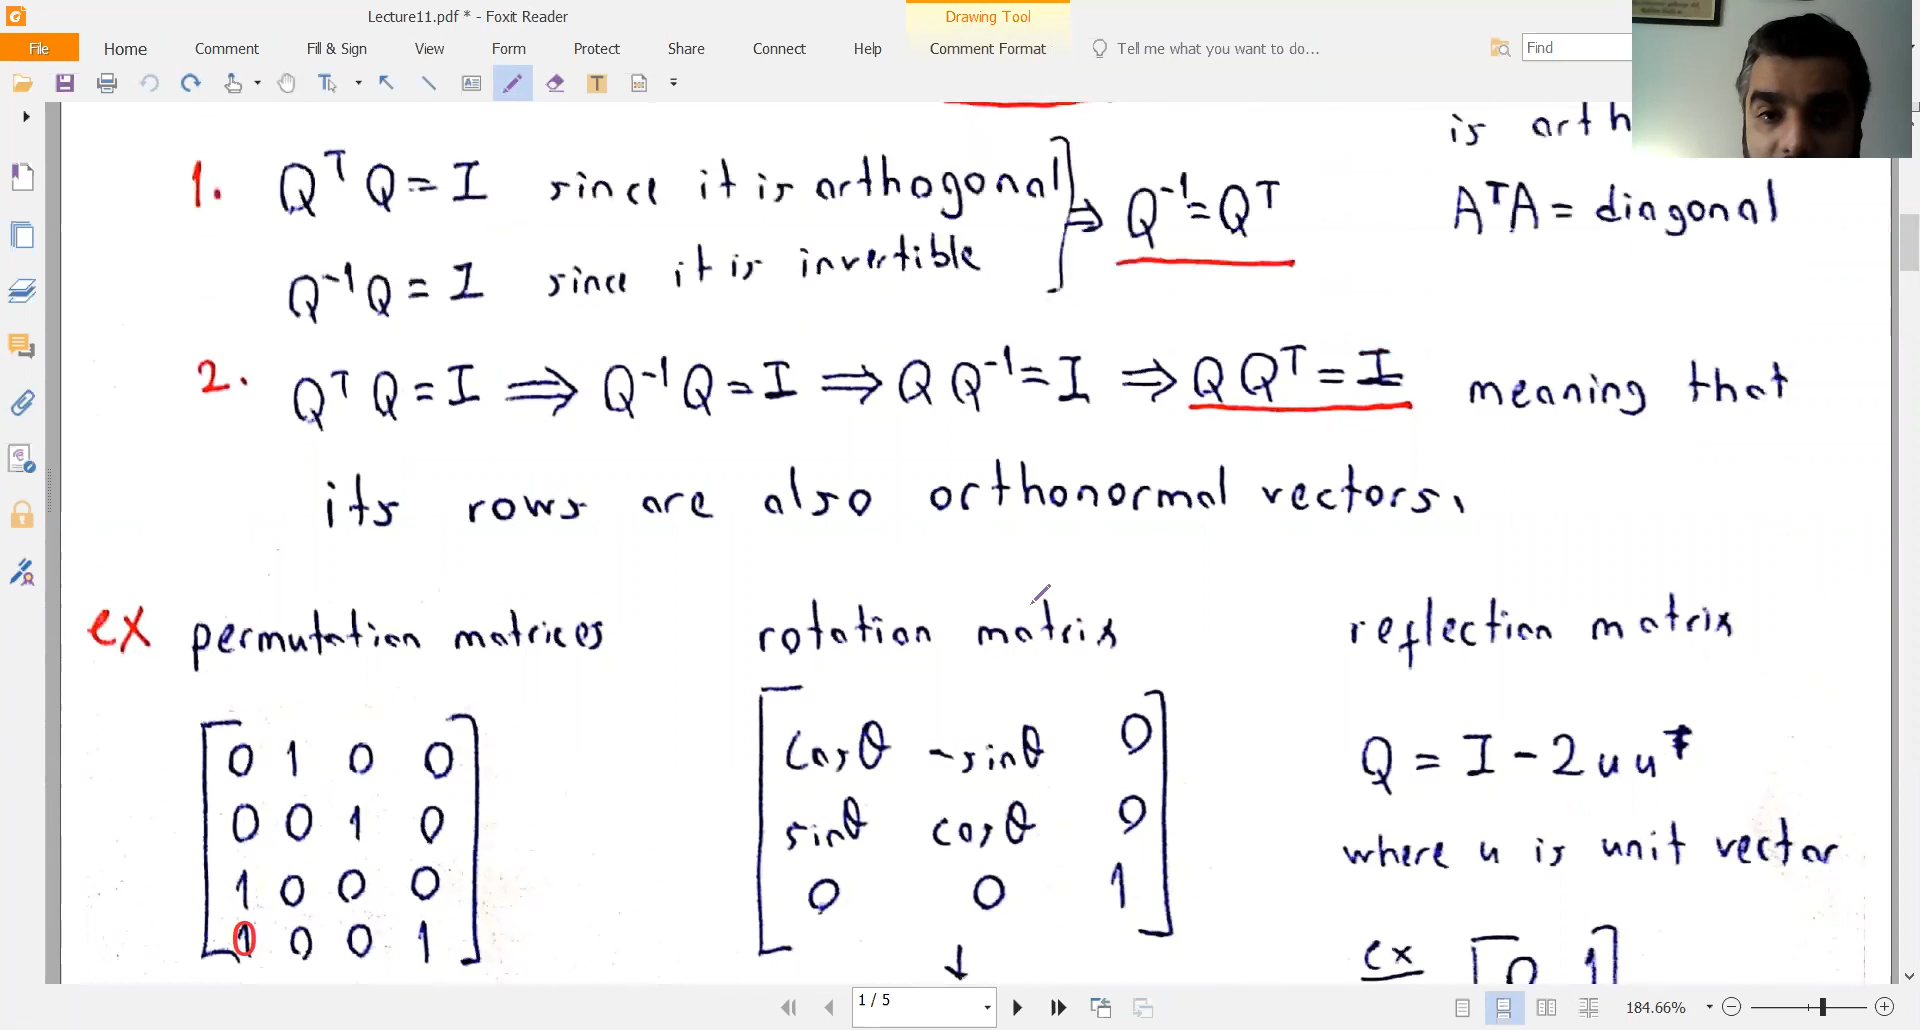 Lecture11.pdf * - Foxit Reader
Drawing Tool
File Home Comment Fill & Sign View Form Protect Share Connect Help Comment Format Tell me what you want to do... Find
is orth
1. Q^T Q = I since it is orthogonal ⇒ Q^-1 = Q^T
A^T A = diagonal
Q^-1 Q = I since it is invertible
2. Q^T Q = I ⇒ Q^-1 Q = I ⇒ Q Q^-1 = I ⇒ Q Q^T = I meaning that
its rows are also orthonormal vectors.
ex permutation matrices rotation matrix reflection matrix
0 1 0 0
0 0 1 0
1 0 0 0
0 0 0 1
cosθ -sinθ 0
sinθ cosθ 0
0 0 1
↓
Q = I - 2uu^T
where u is unit vector
ex 0 1
1 / 5
184.66%